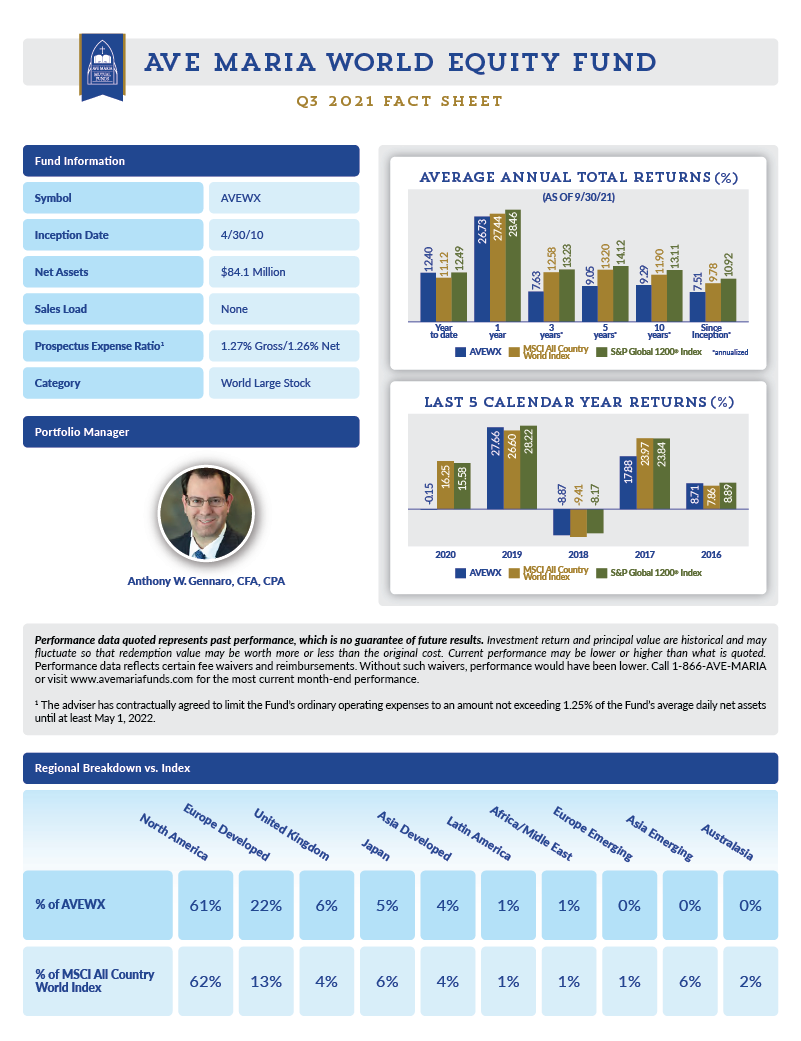 AVE MARIA
MUTUAL
FUNDS
AVE MARIA WORLD EQUITY FUND
Q3 2021 FACT SHEET
Fund Information
Symbol AVEWX
Inception Date 4/30/10
Net Assets $84.1 Million
Sales Load None
Prospectus Expense Ratio¹ 1.27% Gross/1.26% Net
Category World Large Stock
Portfolio Manager
Anthony W. Gennaro, CFA, CPA
AVERAGE ANNUAL TOTAL RETURNS (%)
(AS OF 9/30/21)
12.40 11.12 12.49 26.73 27.44 28.46 7.63 12.58 13.23 9.05 13.20 14.12 9.29 11.90 13.11 7.51 9.78 10.92
Year 1 3 5 10 Since
to date year years* years* years* Inception*
AVEWX MSCI All Country World Index S&P Global 1200® Index *annualized
LAST 5 CALENDAR YEAR RETURNS (%)
-0.15 16.25 15.58 27.66 26.60 28.22 -8.87 -9.41 -8.17 17.88 23.97 23.84 8.71 7.86 8.89
2020 2019 2018 2017 2016
AVEWX MSCI All Country World Index S&P Global 1200® Index
Performance data quoted represents past performance, which is no guarantee of future results. Investment return and principal value are historical and may
fluctuate so that redemption value may be worth more or less than the original cost. Current performance may be lower or higher than what is quoted.
Performance data reflects certain fee waivers and reimbursements. Without such waivers, performance would have been lower. Call 1-866-AVE-MARIA
or visit www.avemariafunds.com for the most current month-end performance.
¹ The adviser has contractually agreed to limit the Fund's ordinary operating expenses to an amount not exceeding 1.25% of the Fund's average daily net assets
until at least May 1, 2022.
Regional Breakdown vs. Index
North America Europe Developed United Kingdom Japan Asia Developed Latin America Africa/Midle East Europe Emerging Asia Emerging Australasia
% of AVEWX 61% 22% 6% 5% 4% 1% 1% 0% 0% 0%
% of MSCI All Country
World Index 62% 13% 4% 6% 4% 1% 1% 1% 6% 2%